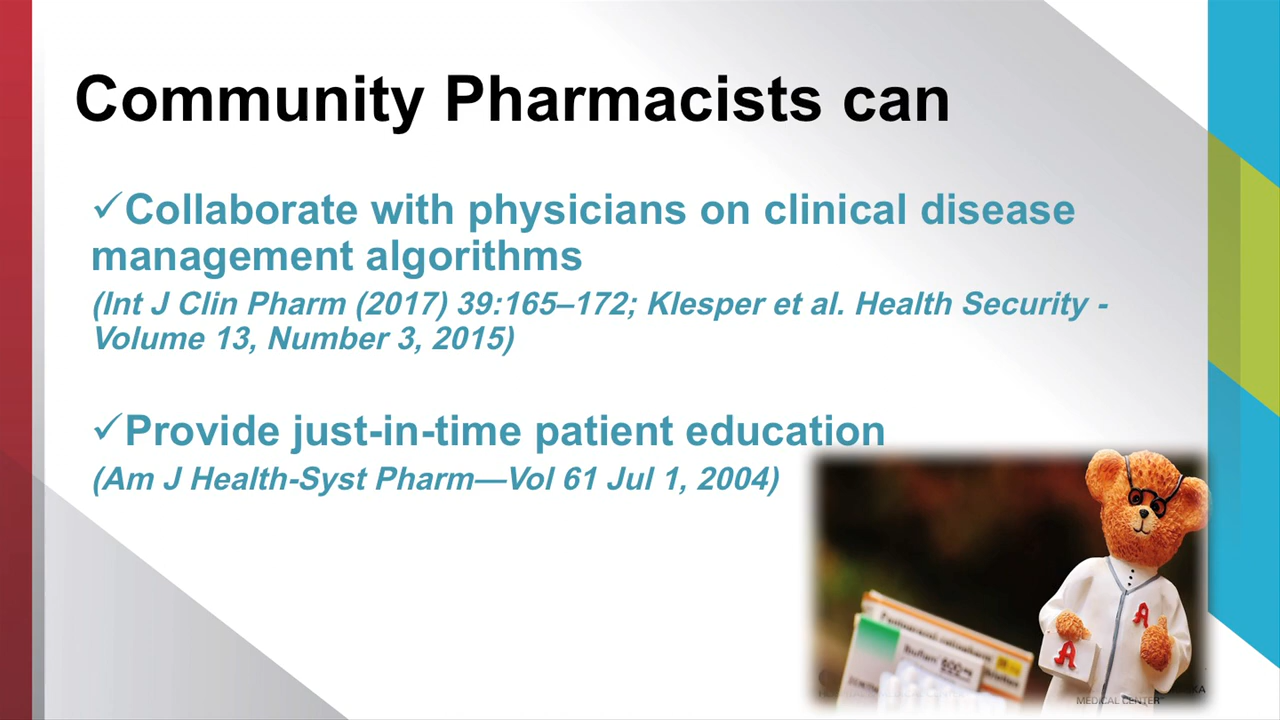 Community Pharmacists can
✓Collaborate with physicians on clinical disease
management algorithms
(Int J Clin Pharm (2017) 39:165–172; Klesper et al. Health Security -
Volume 13, Number 3, 2015)
✓Provide just-in-time patient education
(Am J Health-Syst Pharm—Vol 61 Jul 1, 2004)
600
A
A
MEDICAL CENTER